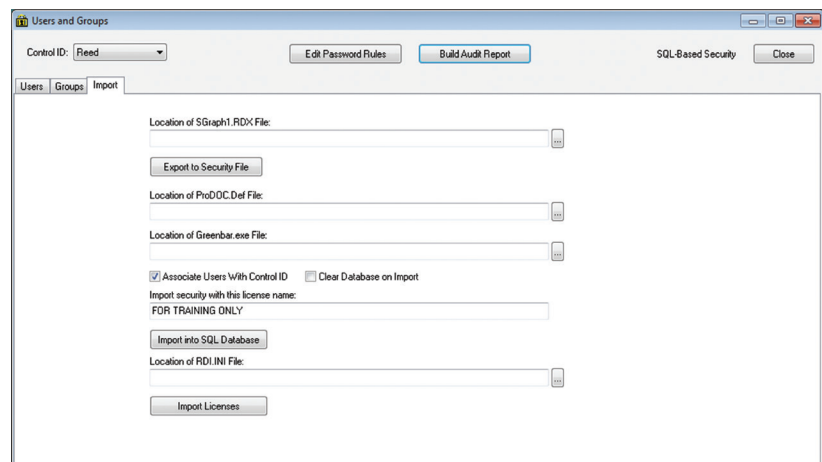 Users and Groups
Control ID: Reed Edit Password Rules Build Audit Report SQL-Based Security Close
Users Groups Import
Location of SGraph1.RDX File:
...
Export to Security File
Location of ProDOC.Def File:
...
Location of Greenbar.exe File:
...
Associate Users With Control ID Clear Database on Import
Import security with this license name:
FOR TRAINING ONLY
Import into SQL Database
Location of RDI.INI File:
...
Import Licenses